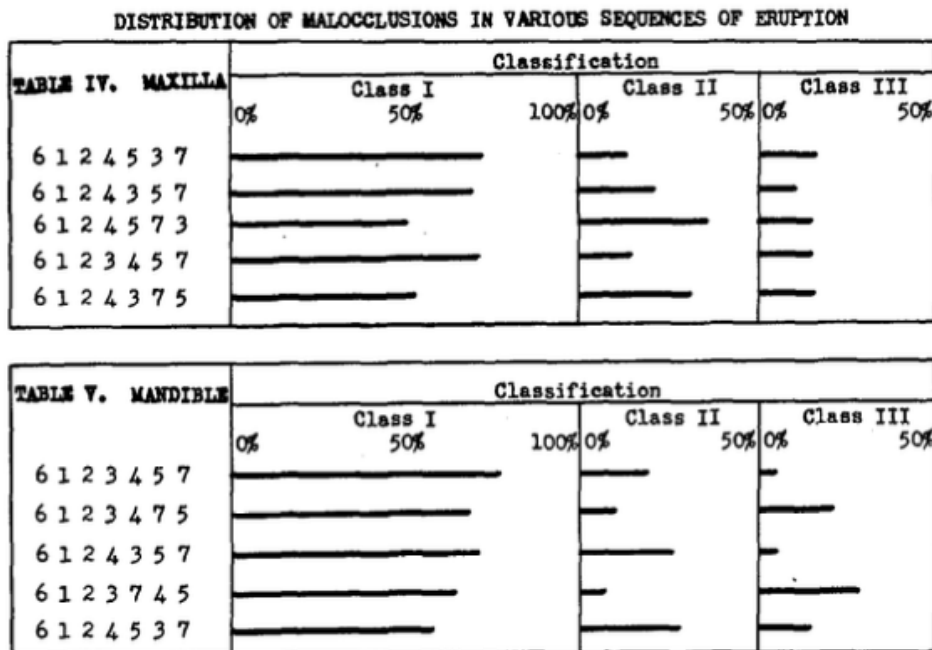 DISTRIBUTION OF MALOCCLUSIONS IN VARIOUS SEQUENCES OF ERUPTION
TABLE IV. MAXILLA
Classification
Class I Class II Class III
0% 50% 100% 0% 50% 0% 50%
6 1 2 4 5 3 7
6 1 2 4 3 5 7
6 1 2 4 5 7 3
6 1 2 3 4 5 7
6 1 2 4 3 7 5
TABLE V. MANDIBLE
Classification
Class I Class II Class III
0% 50% 100% 0% 50% 0% 50%
6 1 2 3 4 5 7
6 1 2 3 4 7 5
6 1 2 4 3 5 7
6 1 2 3 7 4 5
6 1 2 4 5 3 7